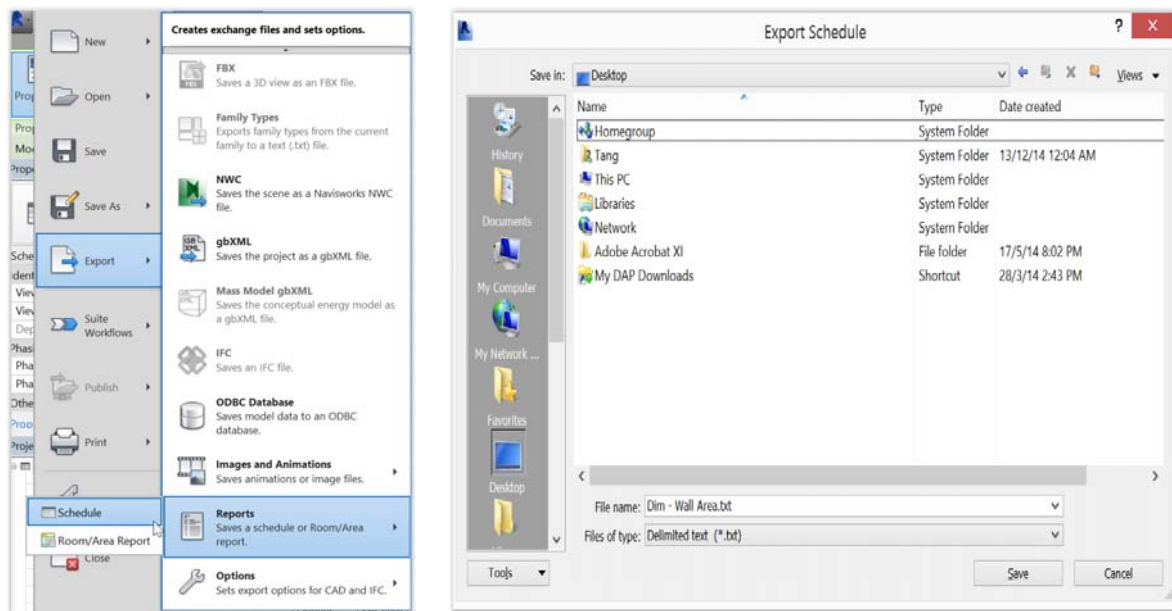 Creates exchange files and sets options.
New
Open
Save
Save As
Export
Suite
Workflows
Publish
Print
Close
FBX
Saves a 3D view as an FBX file.
Family Types
Exports family types from the current
family to a text (.txt) file.
NWC
Saves the scene as a Navisworks NWC
file.
gbXML
Saves the project as a gbXML file.
Mass Model gbXML
Saves the conceptual energy model as
a gbXML file.
IFC
Saves an IFC file.
ODBC Database
Saves model data to an ODBC
database.
Images and Animations
Saves animations or image files.
Reports
Saves a schedule or Room/Area
report.
Options
Sets export options for CAD and IFC.
Schedule
Room/Area Report
Export Schedule
Save in: Desktop
Views
History
Documents
My Computer
My Network ...
Favorites
Desktop
Name Type Date created
Homegroup System Folder
Tang System Folder 13/12/14 12:04 AM
This PC System Folder
Libraries System Folder
Network System Folder
Adobe Acrobat XI File folder 17/5/14 8:02 PM
My DAP Downloads Shortcut 28/3/14 2:43 PM
File name: Dim - Wall Area.txt
Files of type: Delimited text (*.txt)
Tools
Save
Cancel